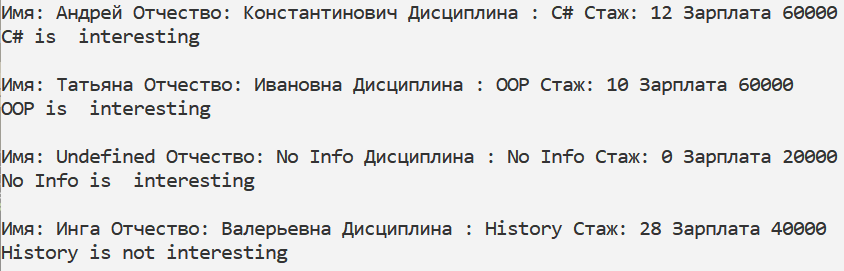 Имя: Андрей Отчество: Константинович Дисциплина : C# Стаж: 12 Зарплата 60000
C# is  interesting
Имя: Татьяна Отчество: Ивановна Дисциплина : OOP Стаж: 10 Зарплата 60000
OOP is  interesting
Имя: Undefined Отчество: No Info Дисциплина : No Info Стаж: 0 Зарплата 20000
No Info is  interesting
Имя: Инга Отчество: Валерьевна Дисциплина : History Стаж: 28 Зарплата 40000
History is not interesting